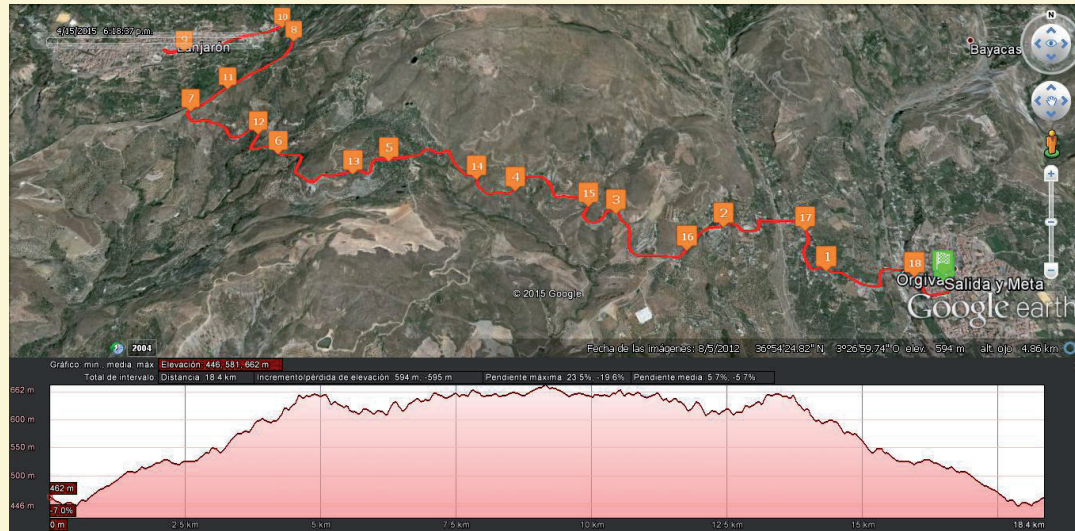 4/15/2015 6:18:37 p.m.
10
8
9
Lanjarón
N
Bayacas
11
7
12
6
13
5
14
4
15
3
2
17
16
1
18
Orgiva
Salida y Meta
© 2015 Google
Google earth
2004
Fecha de las imágenes: 8/5/2012 36°54'24.82" N 3°26'59.74" O elev. 594 m alt. ojo 4.86 km
Gráfico: mín., media, máx. Elevación: 446, 581, 662 m
Total de intervalo: Distancia: 18.4 km Incremento/pérdida de elevación: 594 m, -595 m Pendiente máxima: 23.5%, -19.6% Pendiente media: 5.7%, -5.7%
662 m
600 m
550 m
500 m
462 m
446 m
-7.0%
0 m 2.5 km 5 km 7.5 km 10 km 12.5 km 15 km 18.4 km